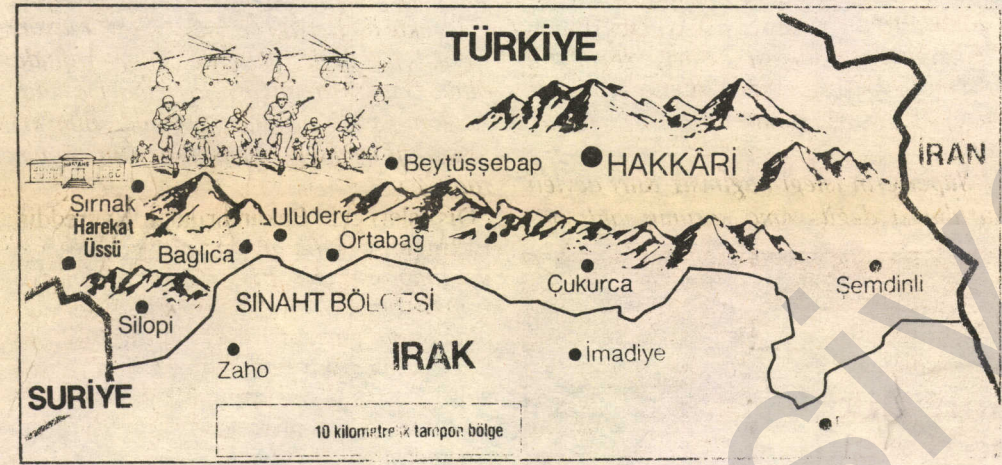 TÜRKİYE
HASTANE
Beytüşşebap
HAKKÂRİ
İRAN
Şırnak
Harekat
Üssü
Uludere
Bağlıca
Ortabağ
Çukurca
Şemdinli
Silopi
SINAHT BÖLGESİ
Zaho
IRAK
İmadiye
SURİYE
10 kilometrelik tampon bölge